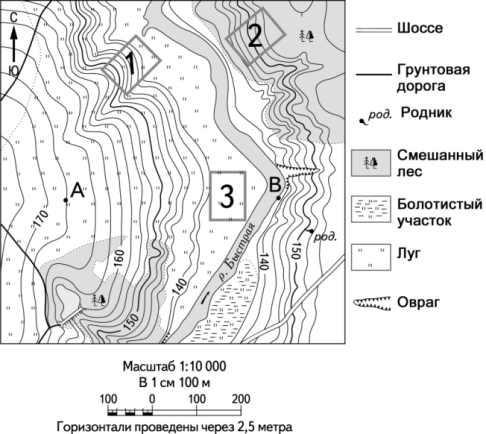 С
Ю
1
2
3
А
В
170
160
150
140
140
150
р. Быстрая
род.
Шоссе
Грунтовая
дорога
род.
Родник
Смешанный
лес
Болотистый
участок
Луг
Овраг
Масштаб 1:10 000
В 1 см 100 м
100 0 100 200
Горизонтали проведены через 2,5 метра